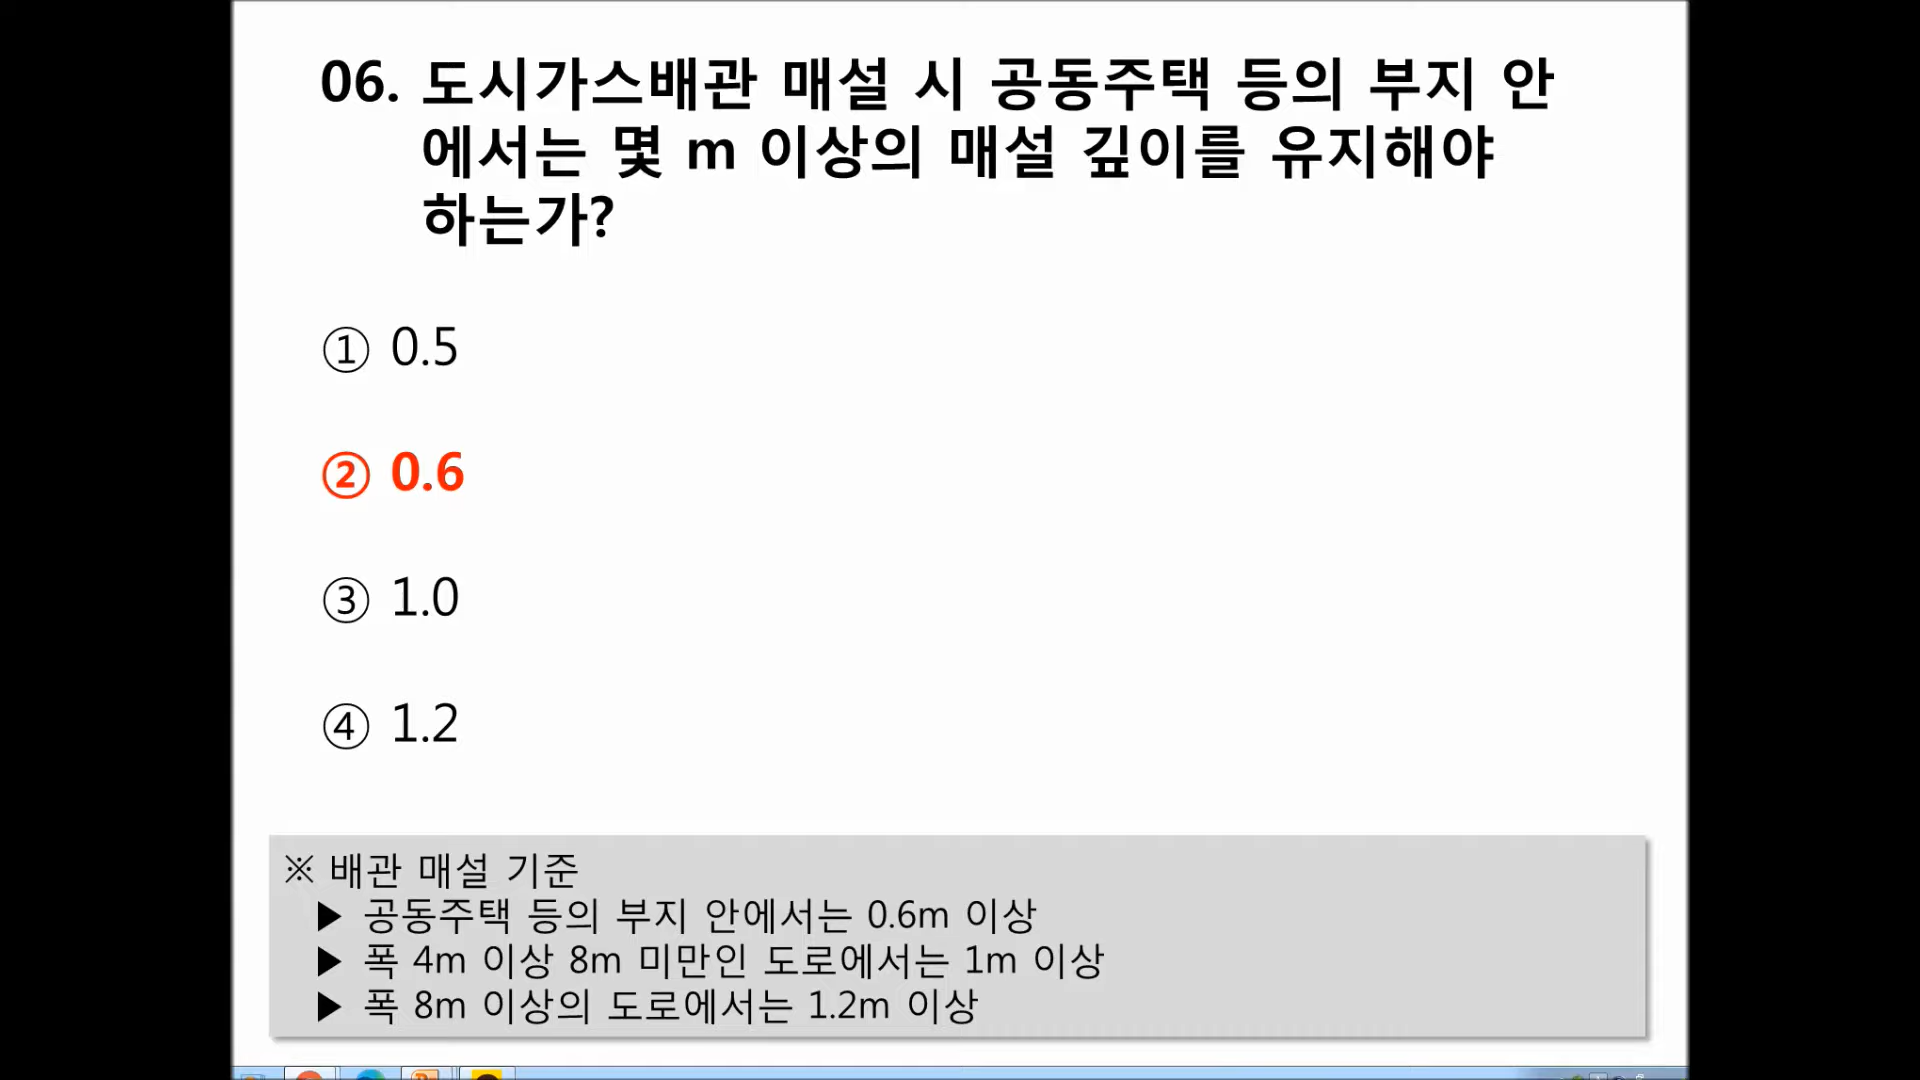 06. 도시가스배관 매설 시 공동주택 등의 부지 안
에서는 몇 m 이상의 매설 깊이를 유지해야
하는가?
① 0.5
② 0.6
③ 1.0
④ 1.2
※ 배관 매설 기준
▶ 공동주택 등의 부지 안에서는 0.6m 이상
▶ 폭 4m 이상 8m 미만인 도로에서는 1m 이상
▶ 폭 8m 이상의 도로에서는 1.2m 이상